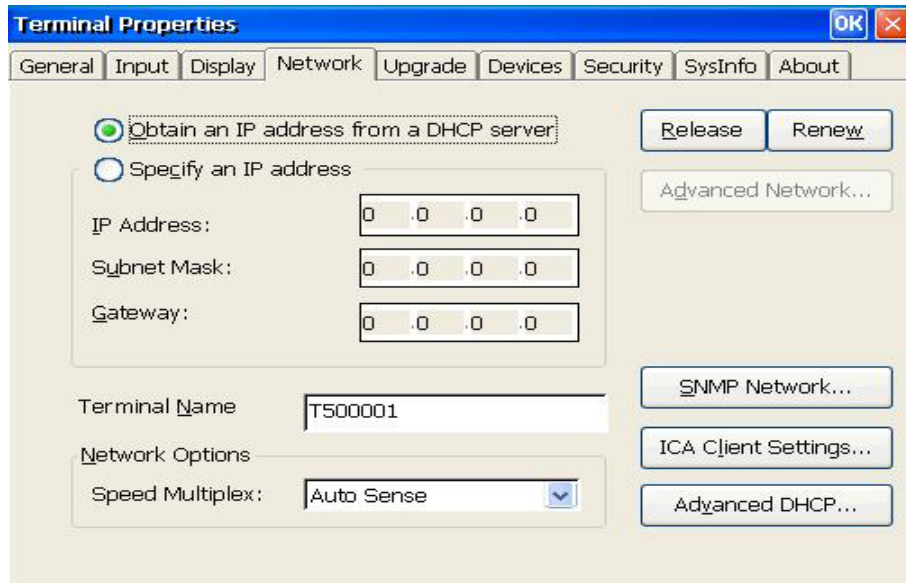 Terminal Properties OK
General Input Display Network Upgrade Devices Security SysInfo About
Obtain an IP address from a DHCP server
Release Renew
Specify an IP address
Advanced Network...
IP Address: 0 .0 .0 .0
Subnet Mask: 0 .0 .0 .0
Gateway: 0 .0 .0 .0
SNMP Network...
Terminal Name T500001
ICA Client Settings...
Network Options
Speed Multiplex: Auto Sense
Advanced DHCP...